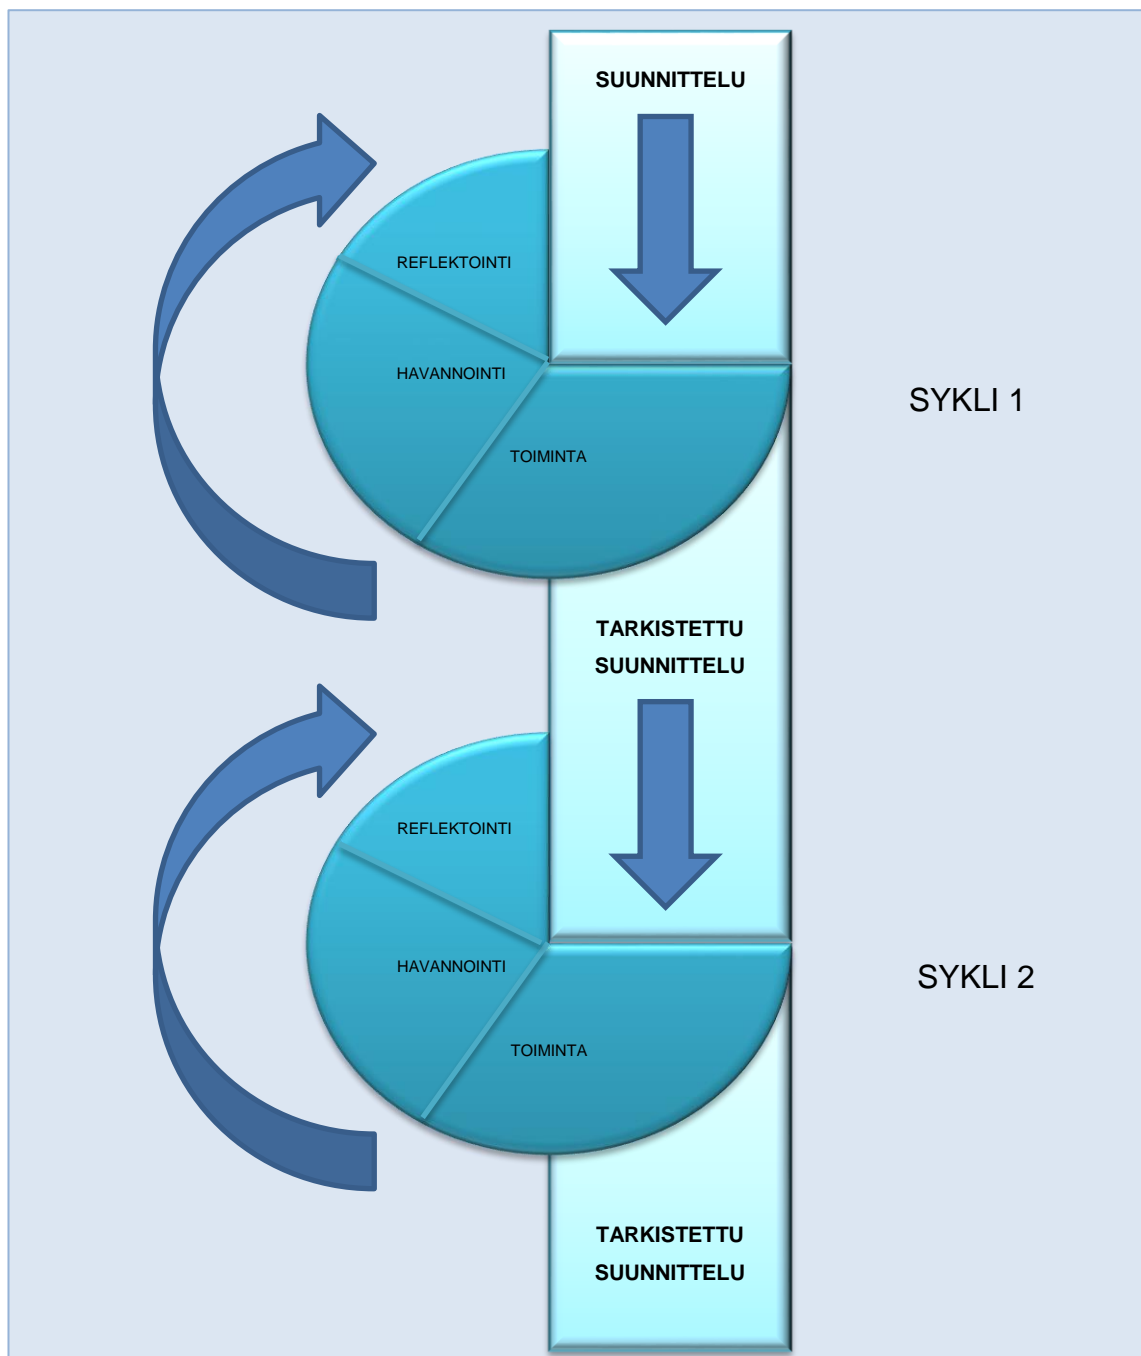 SUUNNITTELU
REFLEKTOINTI
HAVANNOINTI
SYKLI 1
TOIMINTA
TARKISTETTU
SUUNNITTELU
REFLEKTOINTI
HAVANNOINTI
SYKLI 2
TOIMINTA
TARKISTETTU
SUUNNITTELU